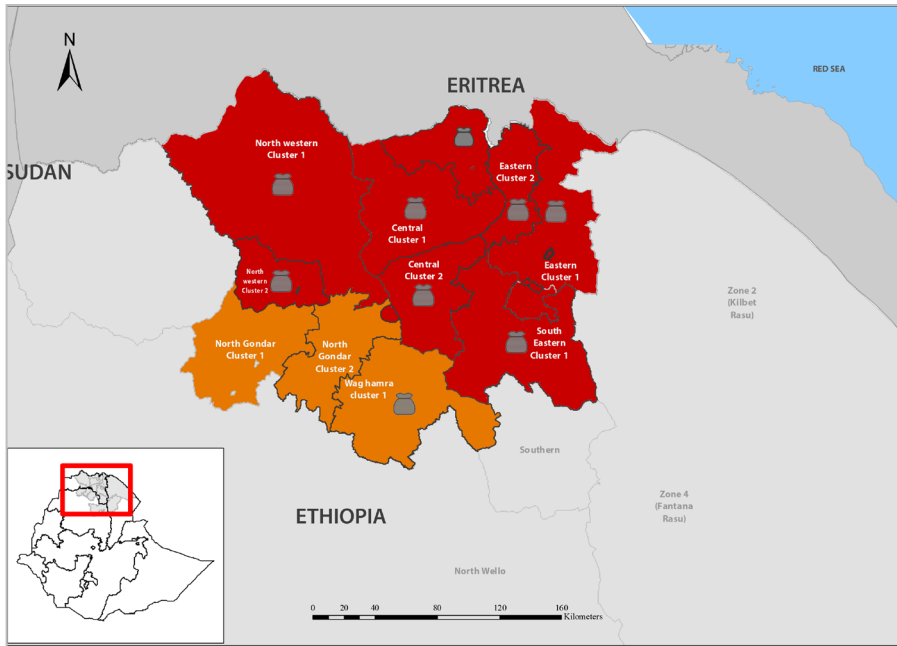 N
RED SEA
ERITREA
North western
Cluster 1
Eastern
Cluster 2
SUDAN
Central
Cluster 1
Central
Cluster 2
Eastern
Cluster 1
North
western
Cluster 2
Zone 2
(Kilbet
Rasu)
South
Eastern
Cluster 1
North Gondar
Cluster 1
North
Gondar
Cluster 2
Wag hamra
cluster 1
Southern
Zone 4
(Fantana
Rasu)
ETHIOPIA
North Wello
0 10 20 40 80 120 160
Kilometers